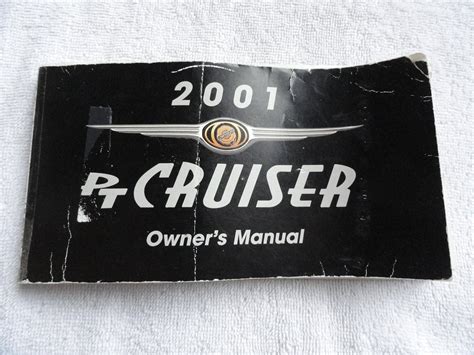 2001
PT CRUISER
Owner's Manual